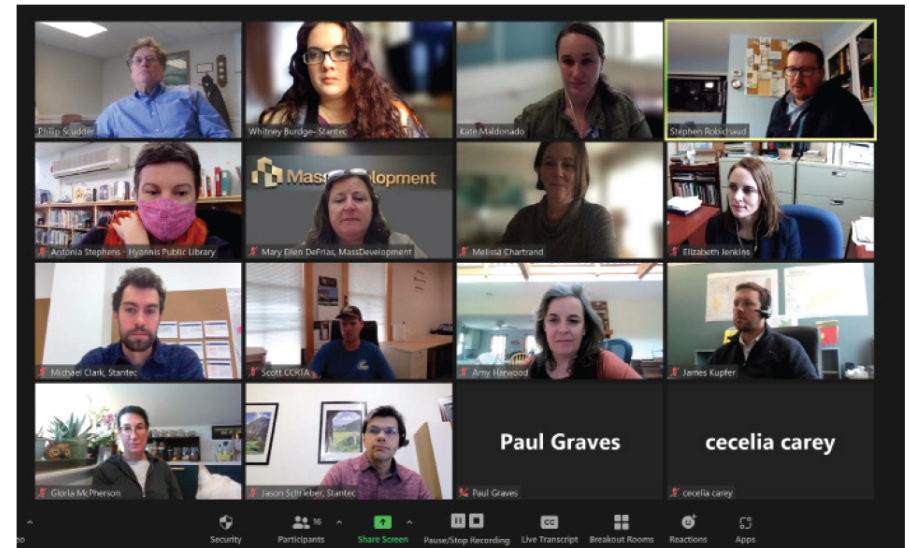 Philip Scudder
Whitney Burdge- Stantec
Kate Maldonado
Stephen Robichaud
Antonia Stephens - Hyannis Public Library
MassDevelopment
Mary Ellen DeFrias, MassDevelopment
Melissa Chartrand
Elizabeth Jenkins
Michael Clark, Stantec
Scott CCRTA
Amy Harwood
James Kupfer
Gloria McPherson
Jason Schrieber, Stantec
Paul Graves
Paul Graves
cecelia carey
cecelia carey
16
CC
Security
Participants
Share Screen
Pause/Stop Recording
Live Transcript
Breakout Rooms
Reactions
Apps